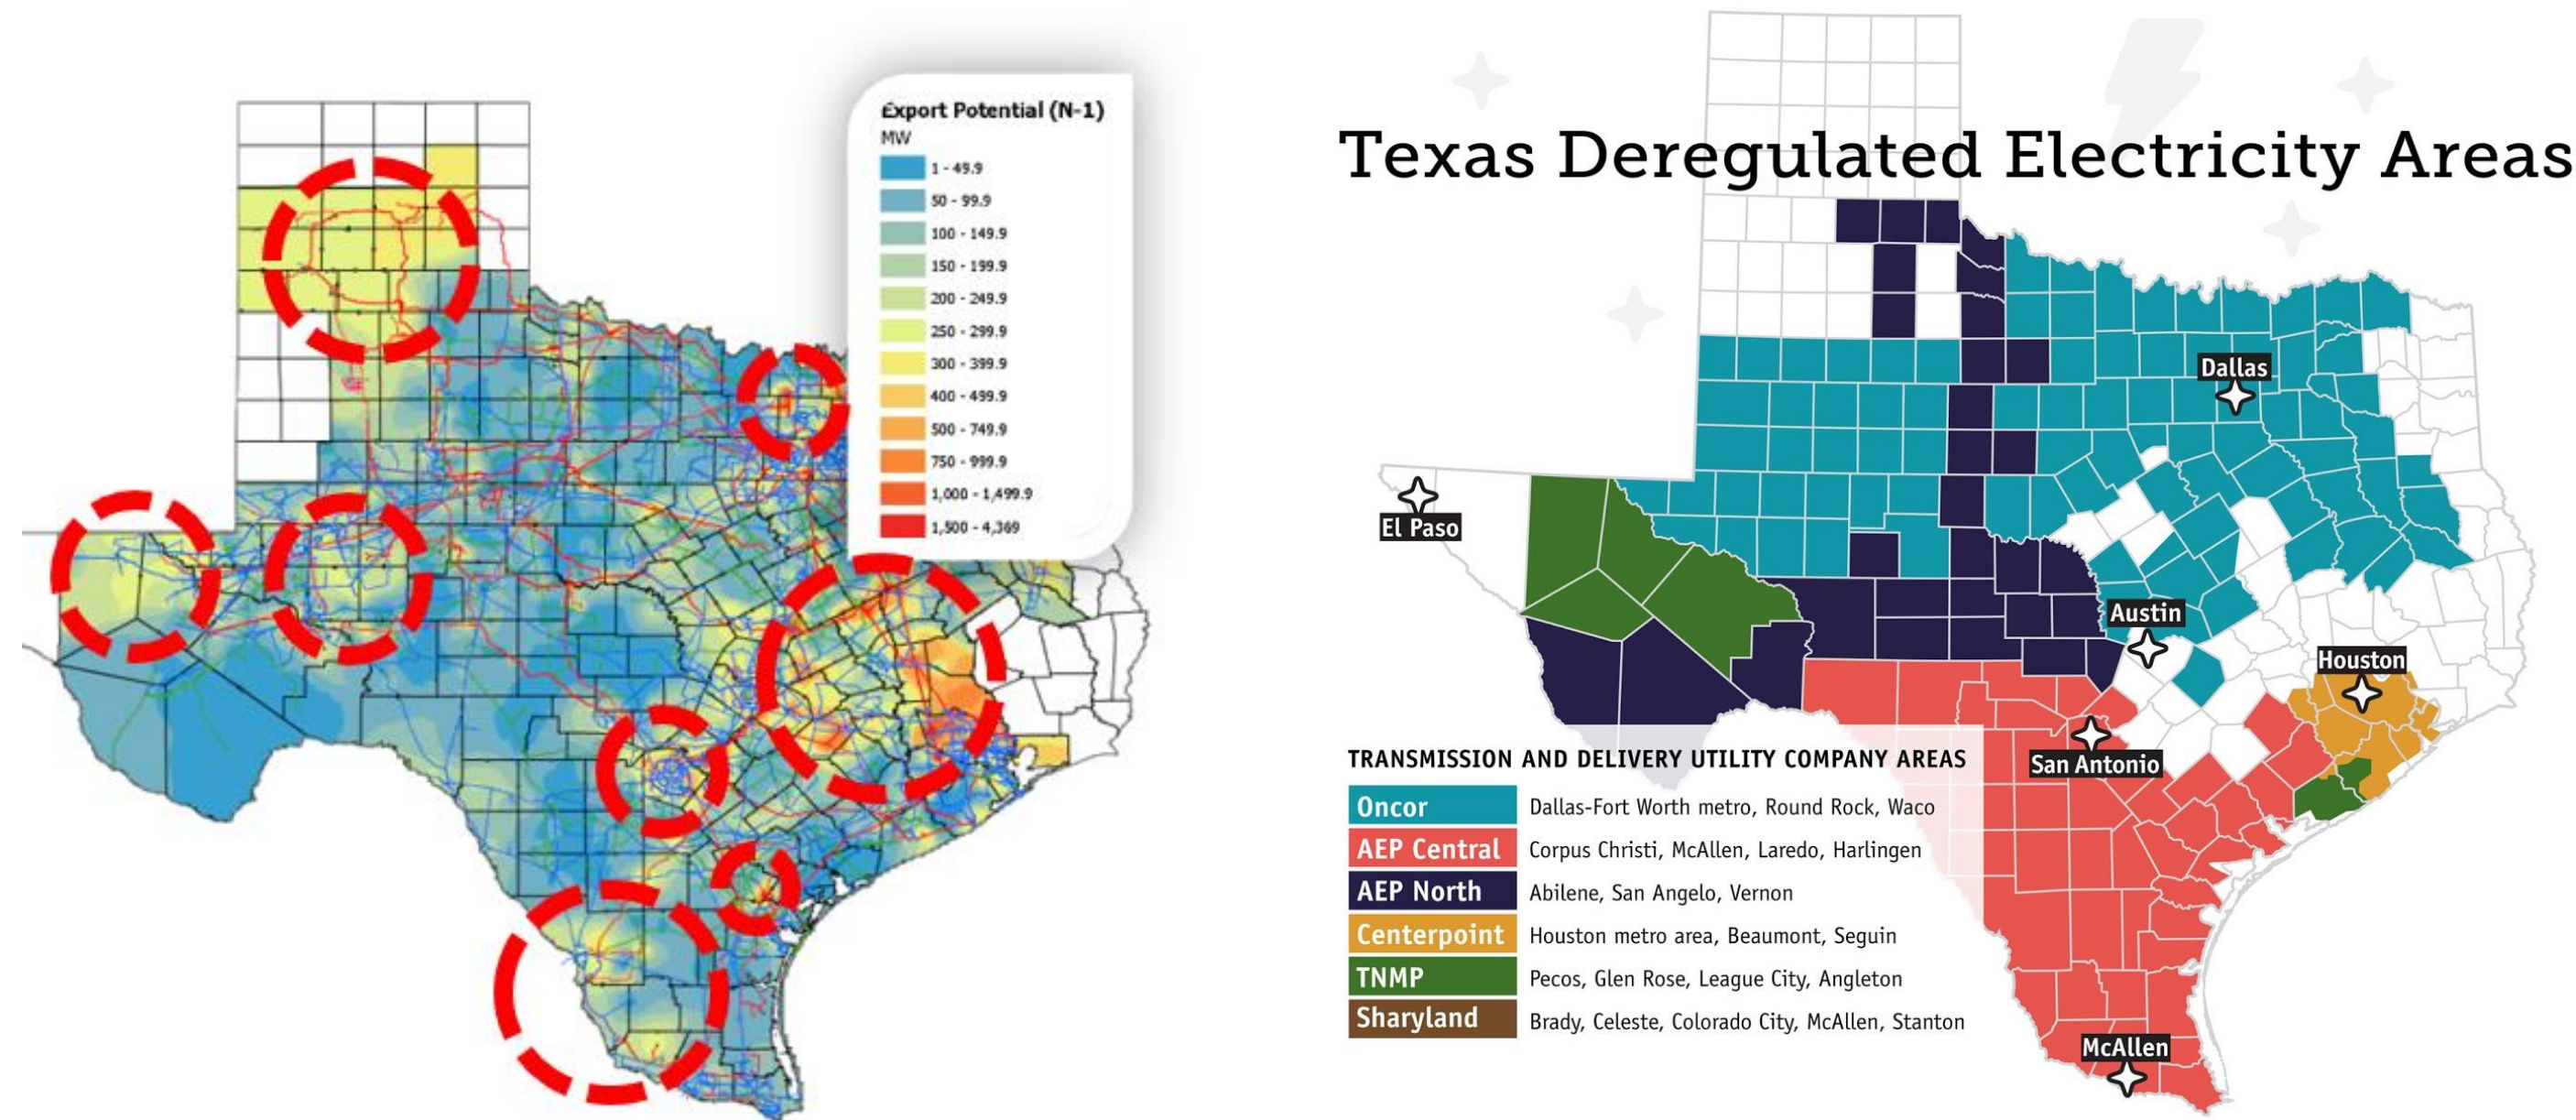 Export Potential (N-1)
MW
1 - 49.9
50 - 99.9
100 - 149.9
150 - 199.9
200 - 249.9
250 - 299.9
300 - 399.9
400 - 499.9
500 - 749.9
750 - 999.9
1,000 - 1,499.9
1,500 - 4,369
Texas Deregulated Electricity Areas
Dallas
El Paso
Austin
Houston
San Antonio
McAllen
TRANSMISSION AND DELIVERY UTILITY COMPANY AREAS
Oncor Dallas-Fort Worth metro, Round Rock, Waco
AEP Central Corpus Christi, McAllen, Laredo, Harlingen
AEP North Abilene, San Angelo, Vernon
Centerpoint Houston metro area, Beaumont, Seguin
TNMP Pecos, Glen Rose, League City, Angleton
Sharyland Brady, Celeste, Colorado City, McAllen, Stanton